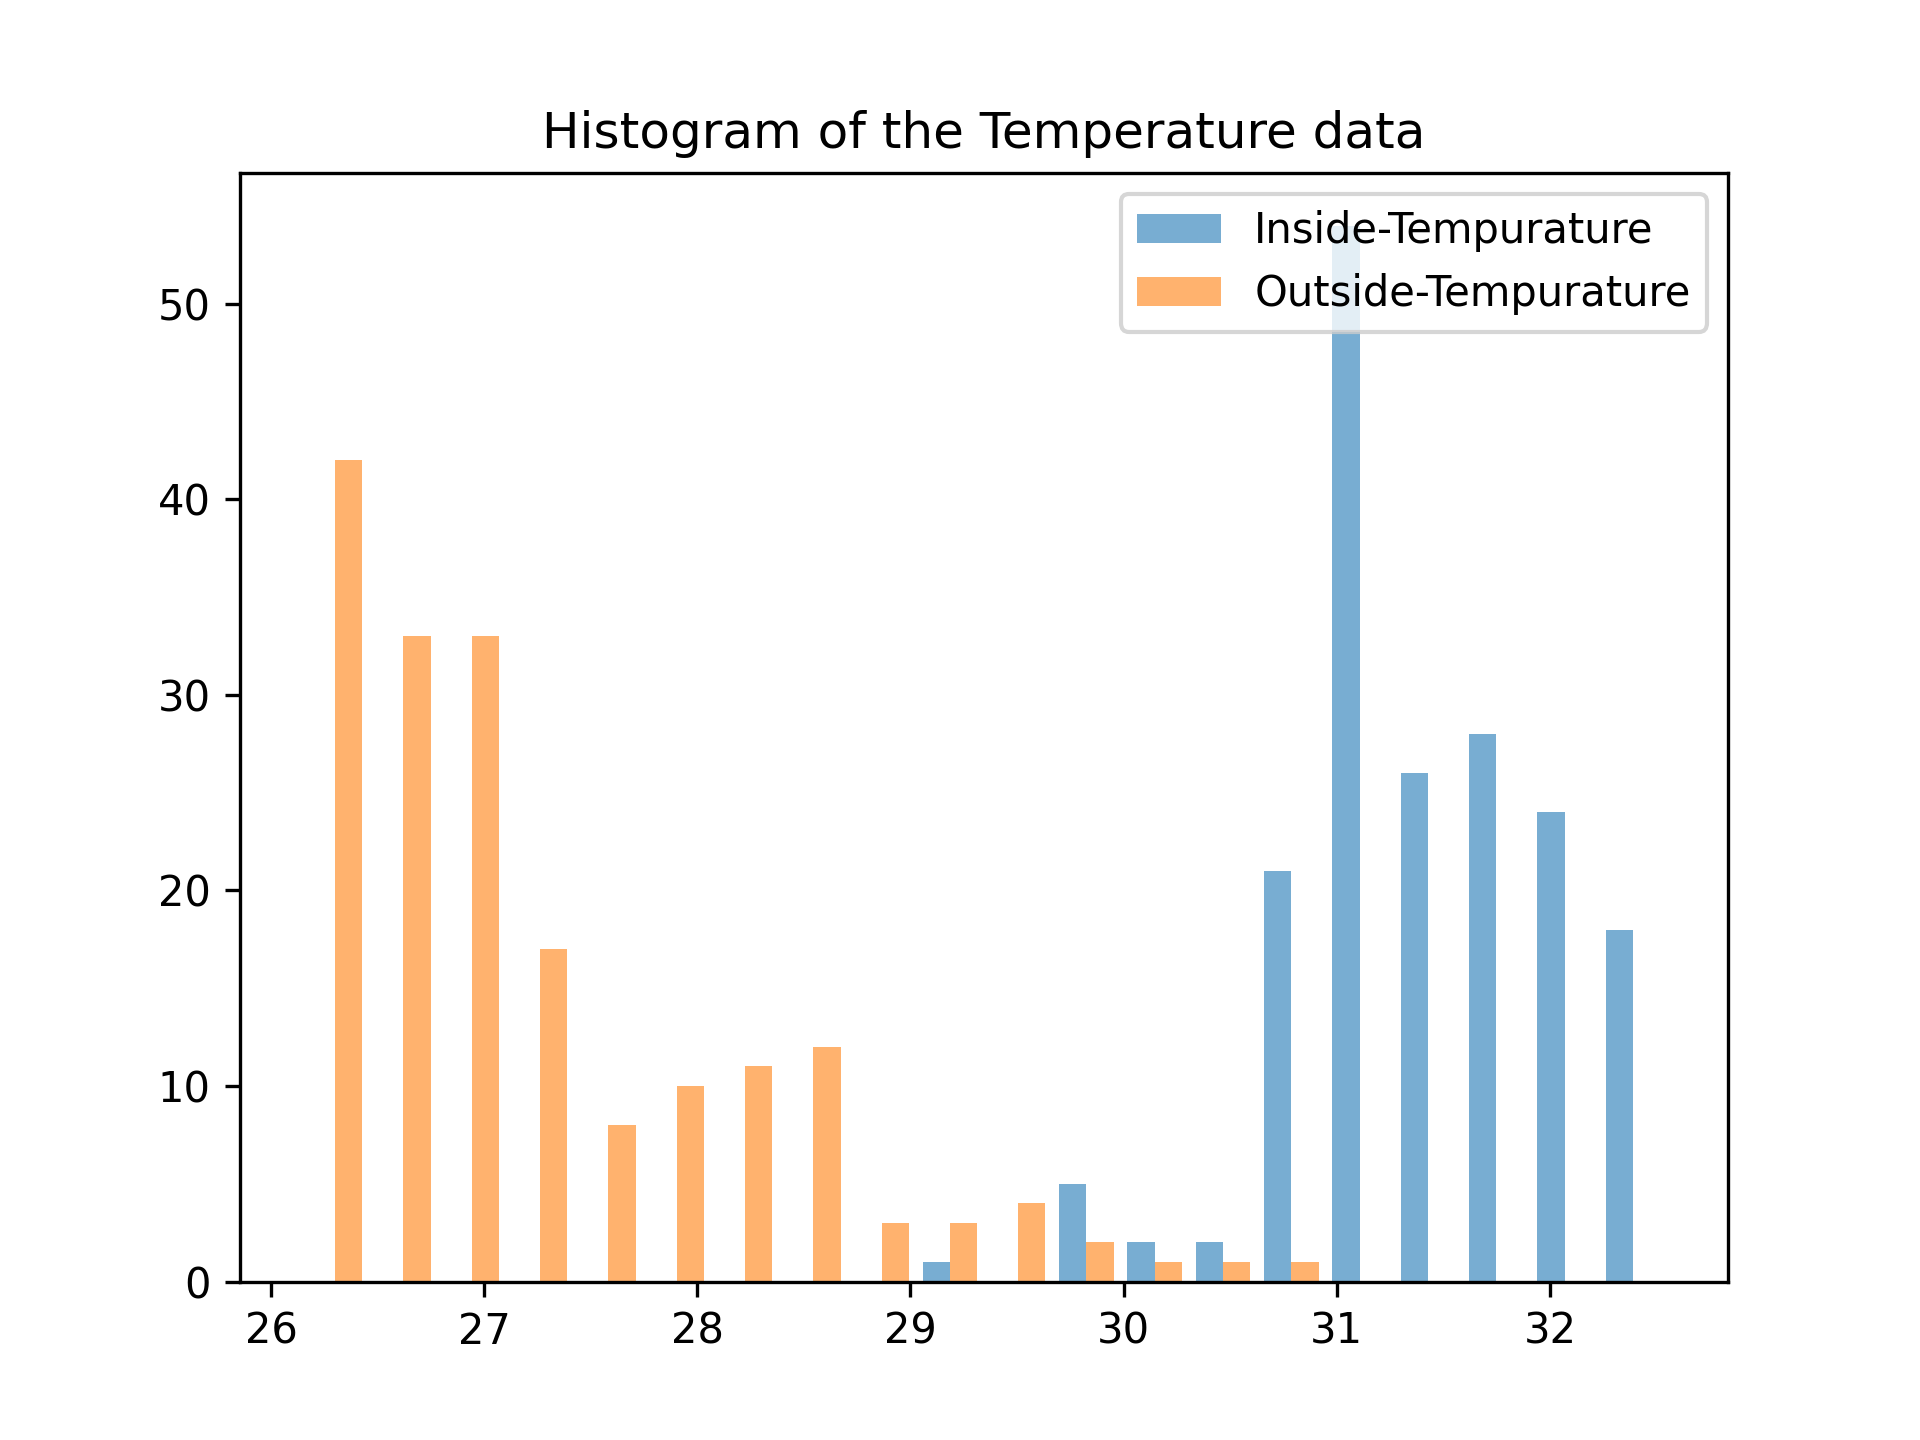 Histogram of the Temperature data
Inside-Tempurature
Outside-Tempurature
50
40
30
20
10
0
26 27 28 29 30 31 32